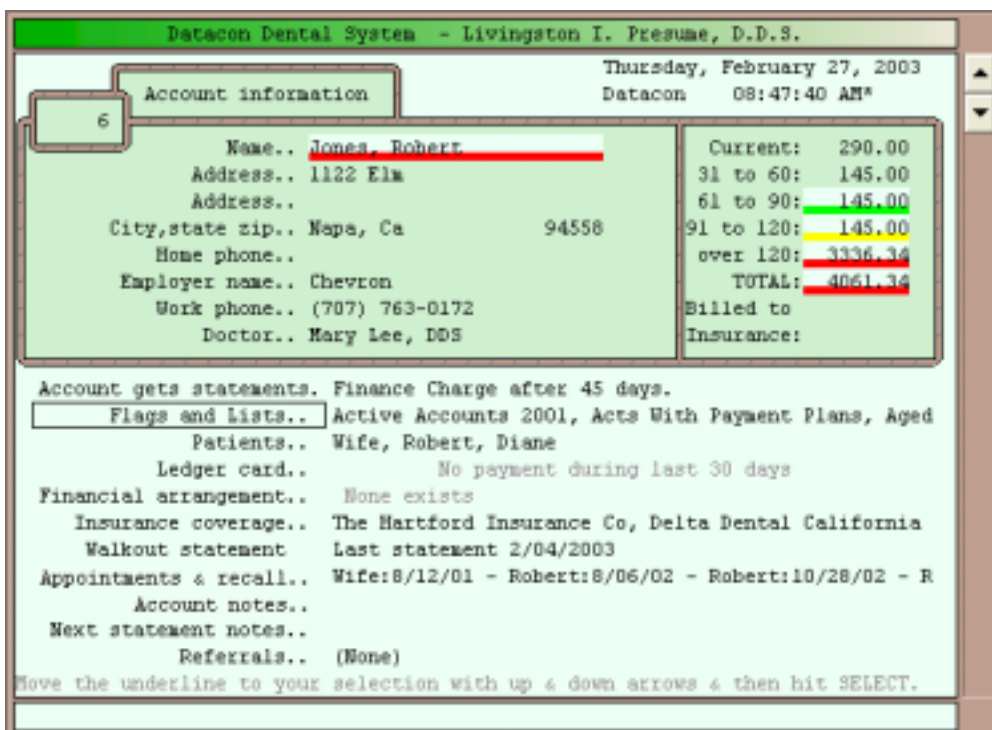 Datacon Dental System - Livingston I. Presume, D.D.S.
Thursday, February 27, 2003
Account information Datacon 08:47:40 AM*
6
Name.. Jones, Robert Current: 290.00
Address.. 1122 Elm 31 to 60: 145.00
Address.. 61 to 90: 145.00
City,state zip.. Napa, Ca 94558 91 to 120: 145.00
Home phone.. over 120: 3336.34
Employer name.. Chevron TOTAL: 4061.34
Work phone.. (707) 763-0172 Billed to
Doctor.. Mary Lee, DDS Insurance:
Account gets statements. Finance Charge after 45 days.
Flags and Lists.. Active Accounts 2001, Acts With Payment Plans, Aged
Patients.. Wife, Robert, Diane
Ledger card.. No payment during last 30 days
Financial arrangement.. None exists
Insurance coverage.. The Hartford Insurance Co, Delta Dental California
Walkout statement Last statement 2/04/2003
Appointments & recall.. Wife:8/12/01 - Robert:8/06/02 - Robert:10/28/02 - R
Account notes..
Next statement notes..
Referrals.. (None)
Move the underline to your selection with up & down arrows & then hit SELECT.